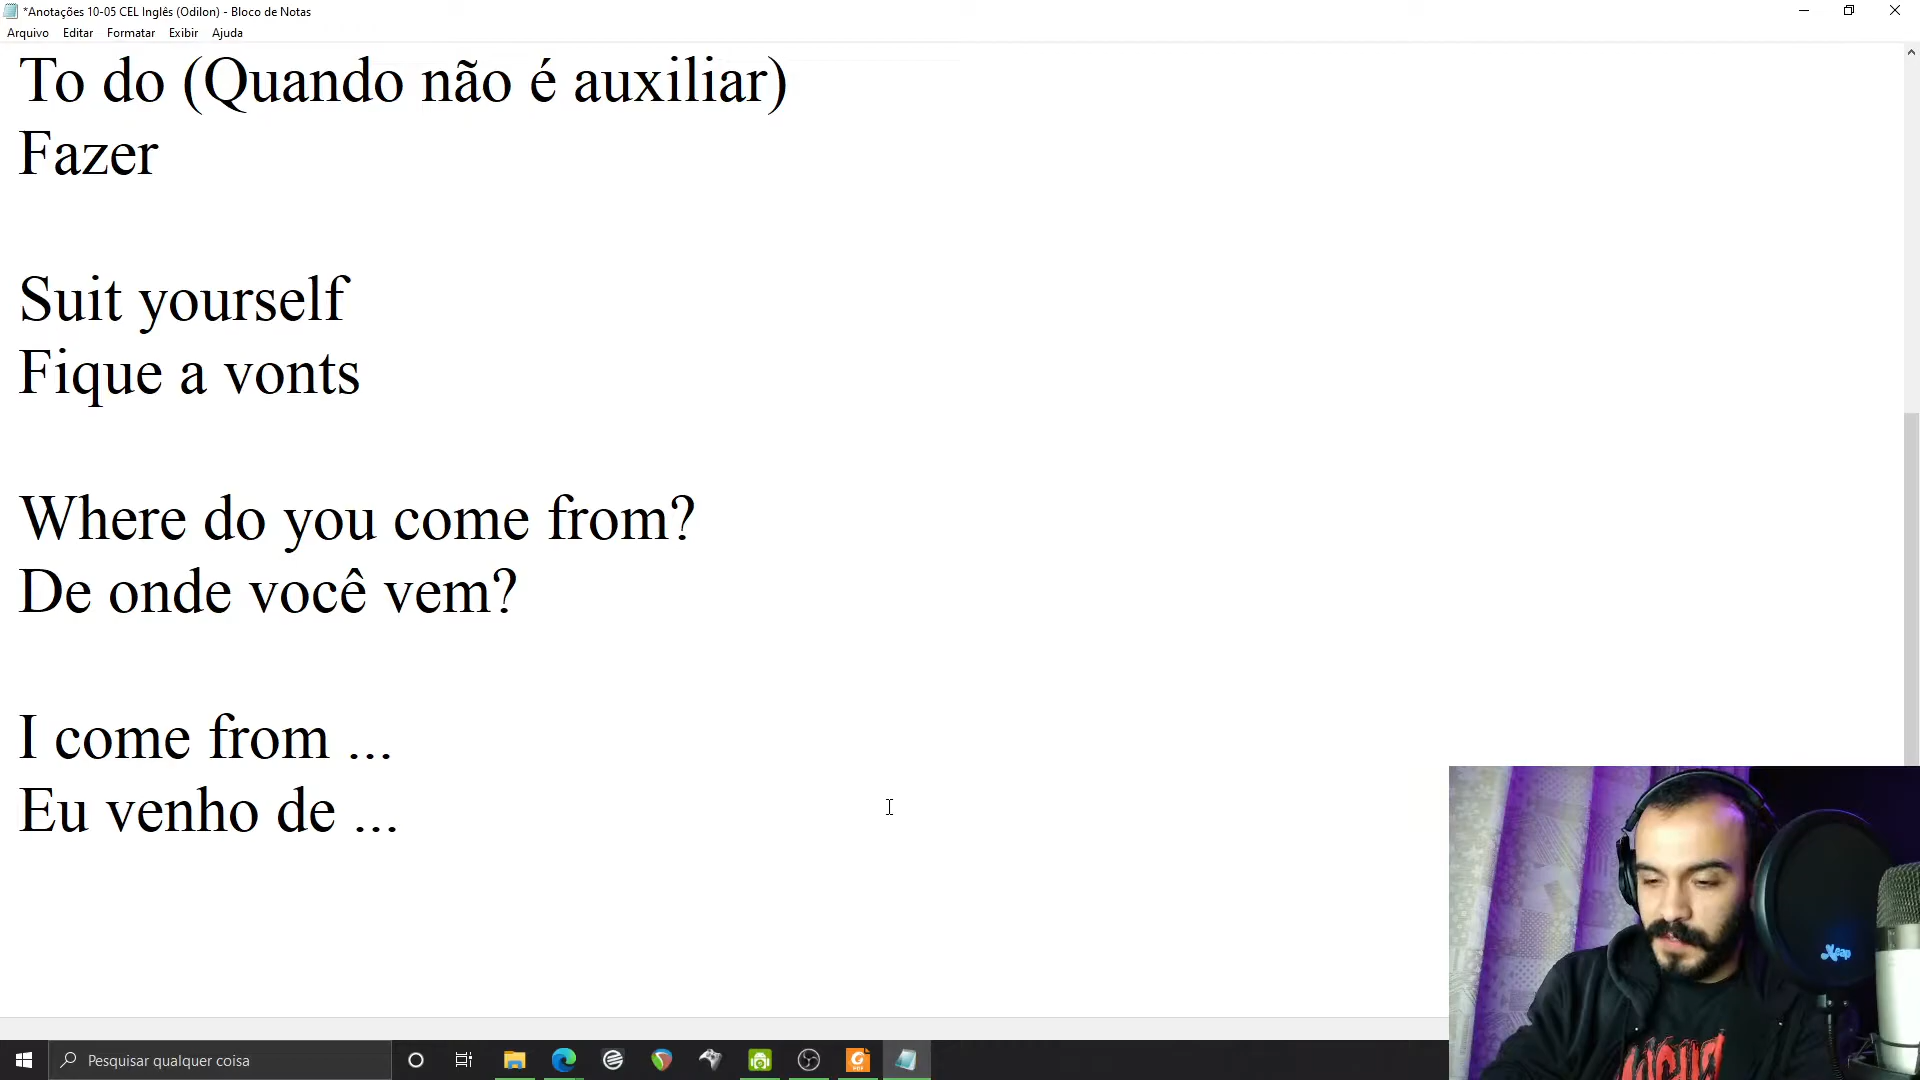 *Anotações 10-05 CEL Inglês (Odilon) - Bloco de Notas
Arquivo Editar Formatar Exibir Ajuda
To do (Quando não é auxiliar)
Fazer
Suit yourself
Fique a vonts
Where do you come from?
De onde você vem?
I come from ...
Eu venho de ...
Xeap
Pesquisar qualquer coisa